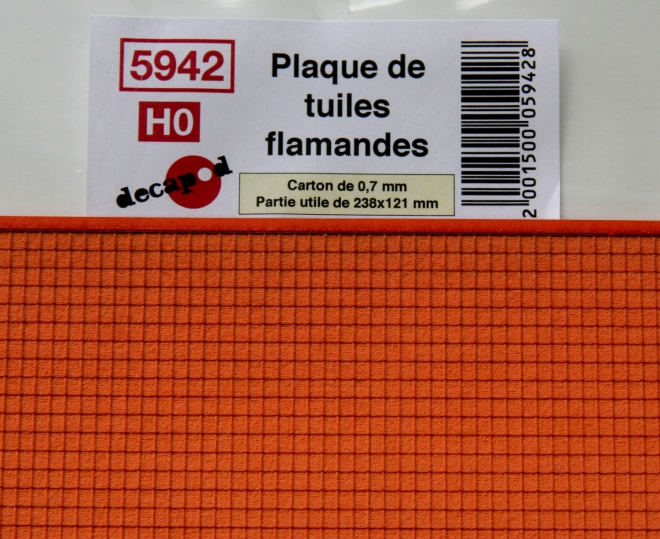 5942
H0
decapod
Plaque de
tuiles
flamandes
Carton de 0,7 mm
Partie utile de 238x121 mm
2 001500 059428